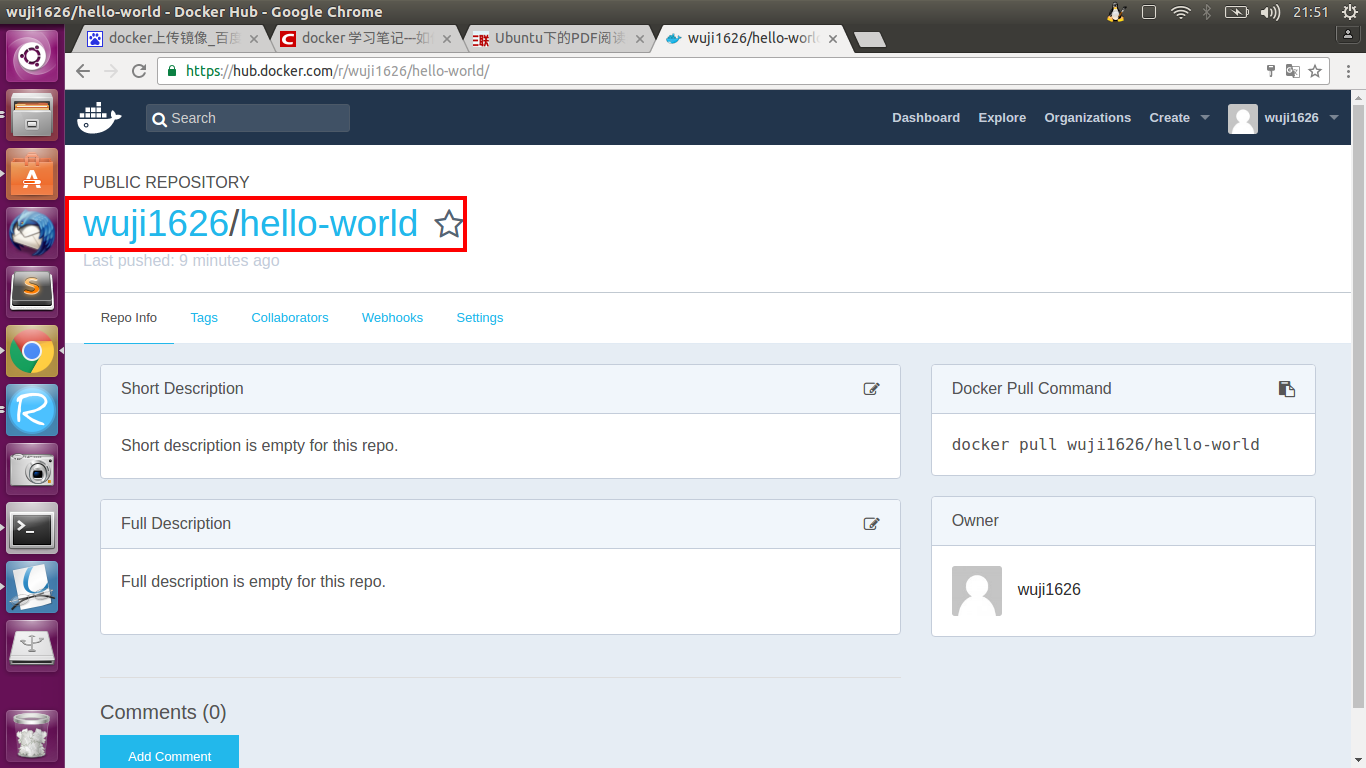 wuji1626/hello-world - Docker Hub - Google Chrome
21:51
docker上传镜像_百度
docker 学习笔记---如
Ubuntu下的PDF阅读
wuji1626/hello-worl
https://hub.docker.com/r/wuji1626/hello-world/
Search
Dashboard
Explore
Organizations
Create
wuji1626
PUBLIC REPOSITORY
wuji1626/hello-world
Last pushed: 9 minutes ago
Repo Info
Tags
Collaborators
Webhooks
Settings
Short Description
Short description is empty for this repo.
Full Description
Full description is empty for this repo.
Docker Pull Command
docker pull wuji1626/hello-world
Owner
wuji1626
Comments (0)
Add Comment